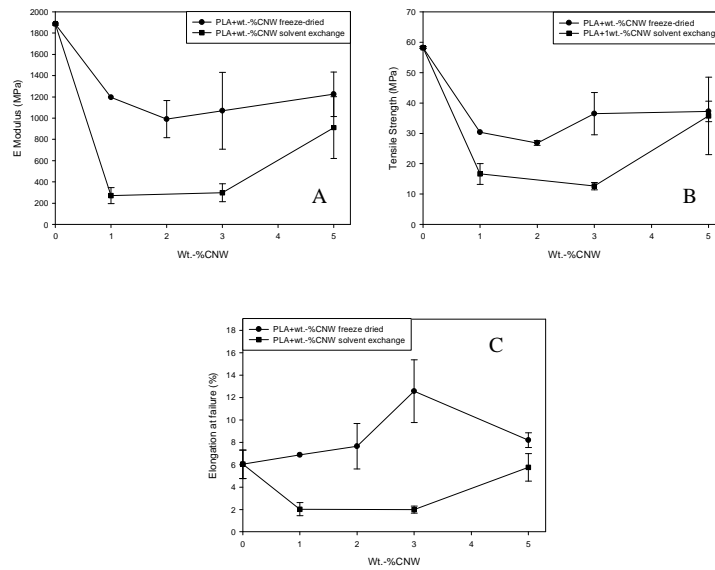 PLA+wt.-%CNW freeze-dried
PLA+wt.-%CNW solvent exchange
2000
1800
1600
1400
1200
1000
800
600
400
200
0
E Modulus (MPa)
A
0 1 2 3 4 5
Wt.-%CNW
PLA+wt.-%CNW freeze-dried
PLA+1wt.-%CNW solvent exchange
70
60
50
40
30
20
10
0
Tensile Strength (MPa)
B
0 1 2 3 4 5
Wt.-%CNW
PLA+wt.-%CNW freeze dried
PLA+wt.-%CNW solvent exchange
18
16
14
12
10
8
6
4
2
0
Elongation at failure (%)
C
0 1 2 3 4 5
Wt.-%CNW